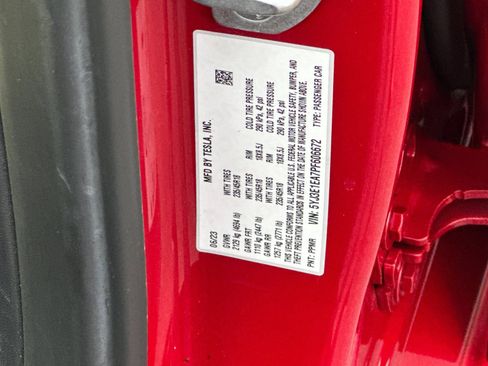 MFD BY TESLA, INC.
06/23
GVWR
2129 kg (4694 lb) WITH TIRES 235/45R18 RIM 18X8.5J COLD TIRE PRESSURE 290 kPa, 42 psi
GAWR FRT
1110 kg (2447 lb) WITH TIRES 235/45R18 RIM 18X8.5J COLD TIRE PRESSURE 290 kPa, 42 psi
GAWR RR
1257 kg (2771 lb)
THIS VEHICLE CONFORMS TO ALL APPLICABLE U.S. FEDERAL MOTOR VEHICLE SAFETY, BUMPER, AND
THEFT PREVENTION STANDARDS IN EFFECT ON THE DATE OF MANUFACTURE SHOWN ABOVE.
VIN: 5YJ3E1EA7PF606672
PNT: PPMR TYPE: PASSENGER CAR